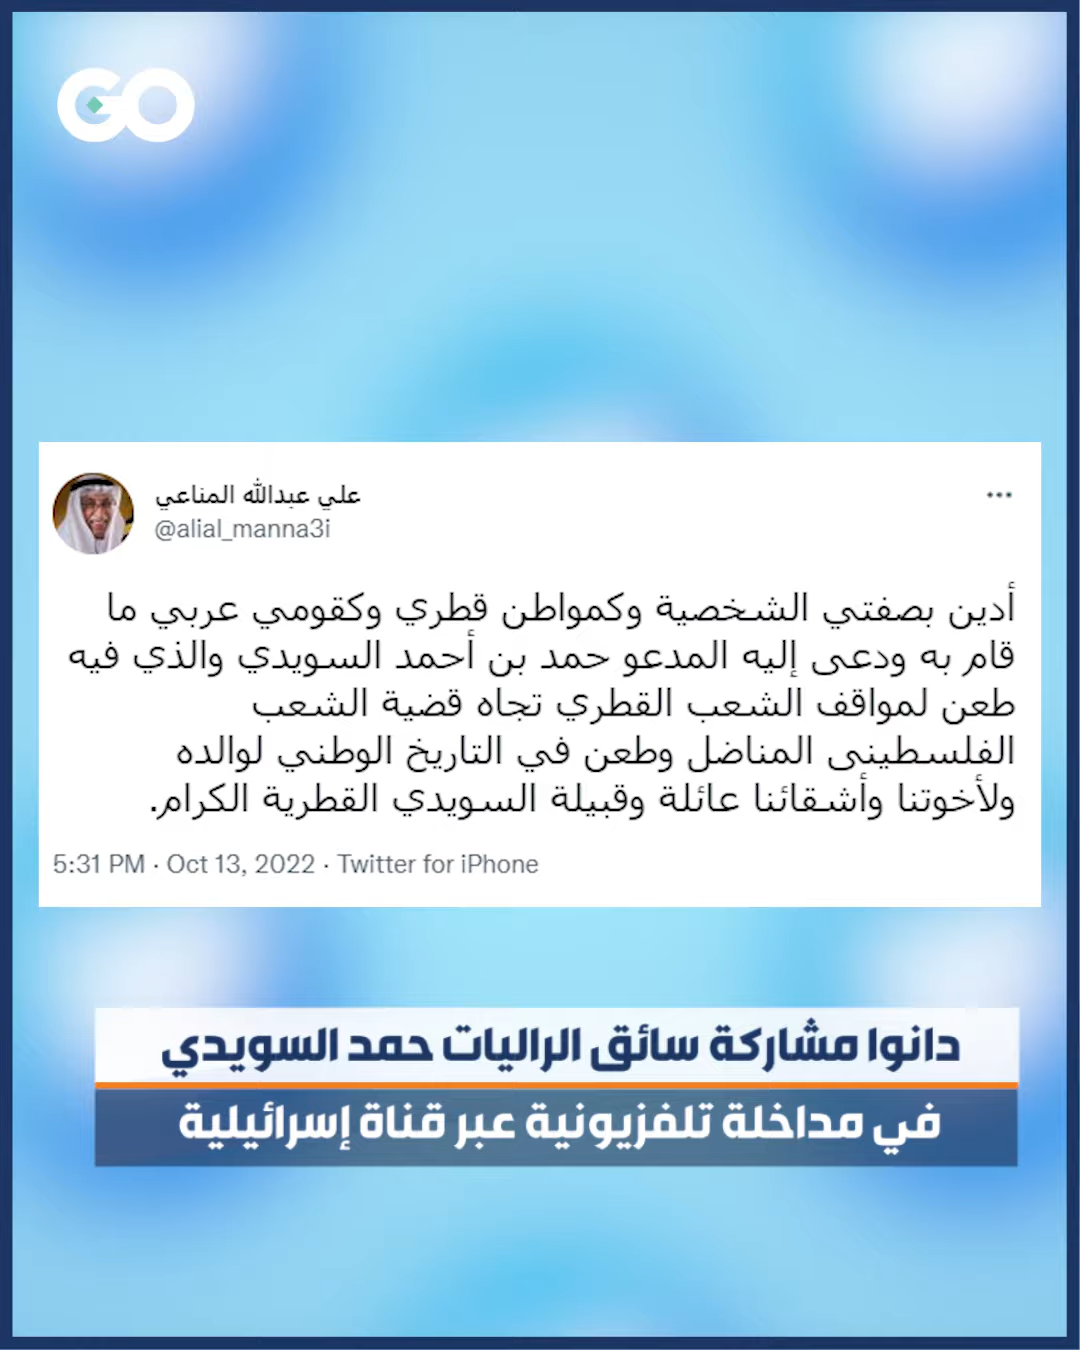 GO
علي عبدالله المناعي
@alial_manna3i
أدين بصفتي الشخصية وكمواطن قطري وكقومي عربي ما
قام به ودعى إليه المدعو حمد بن أحمد السويدي والذي فيه
طعن لمواقف الشعب القطري تجاه قضية الشعب
الفلسطينى المناضل وطعن في التاريخ الوطني لوالده
ولأخوتنا وأشقائنا عائلة وقبيلة السويدي القطرية الكرام.
5:31 PM · Oct 13, 2022 · Twitter for iPhone
دانوا مشاركة سائق الراليات حمد السويدي
في مداخلة تلفزيونية عبر قناة إسرائيلية